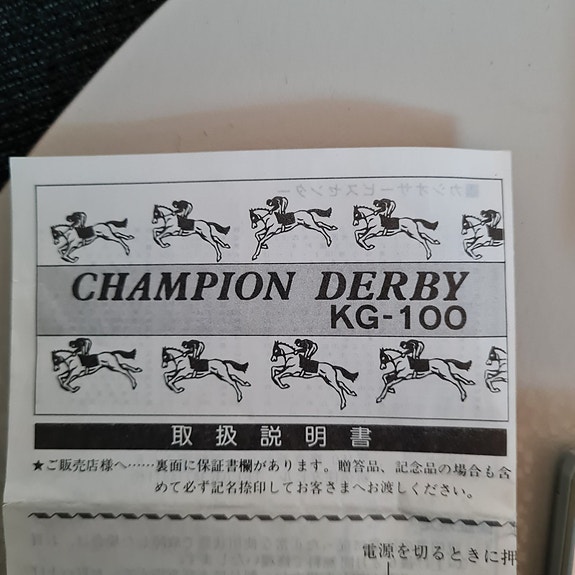 CHAMPION DERBY
KG-100
取扱説明書
★ご販売店様へ……裏面に保証書欄があります。贈答品、記念品の場合も含
めて必ず記名捺印してお客さまへお渡しください。
電源を切るときに押